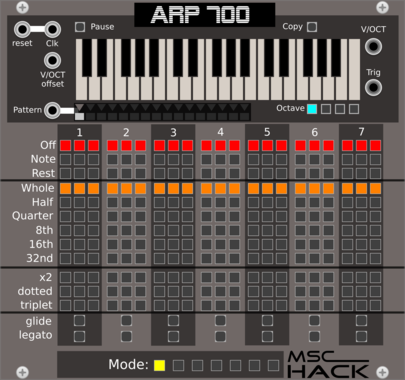 ARP 700
Pause
Copy
V/OCT
reset
Clk
V/OCT
offset
Trig
Pattern
Octave
1 2 3 4 5 6 7
Off
Note
Rest
Whole
Half
Quarter
8th
16th
32nd
x2
dotted
triplet
glide
legato
Mode:
MSC
HACK